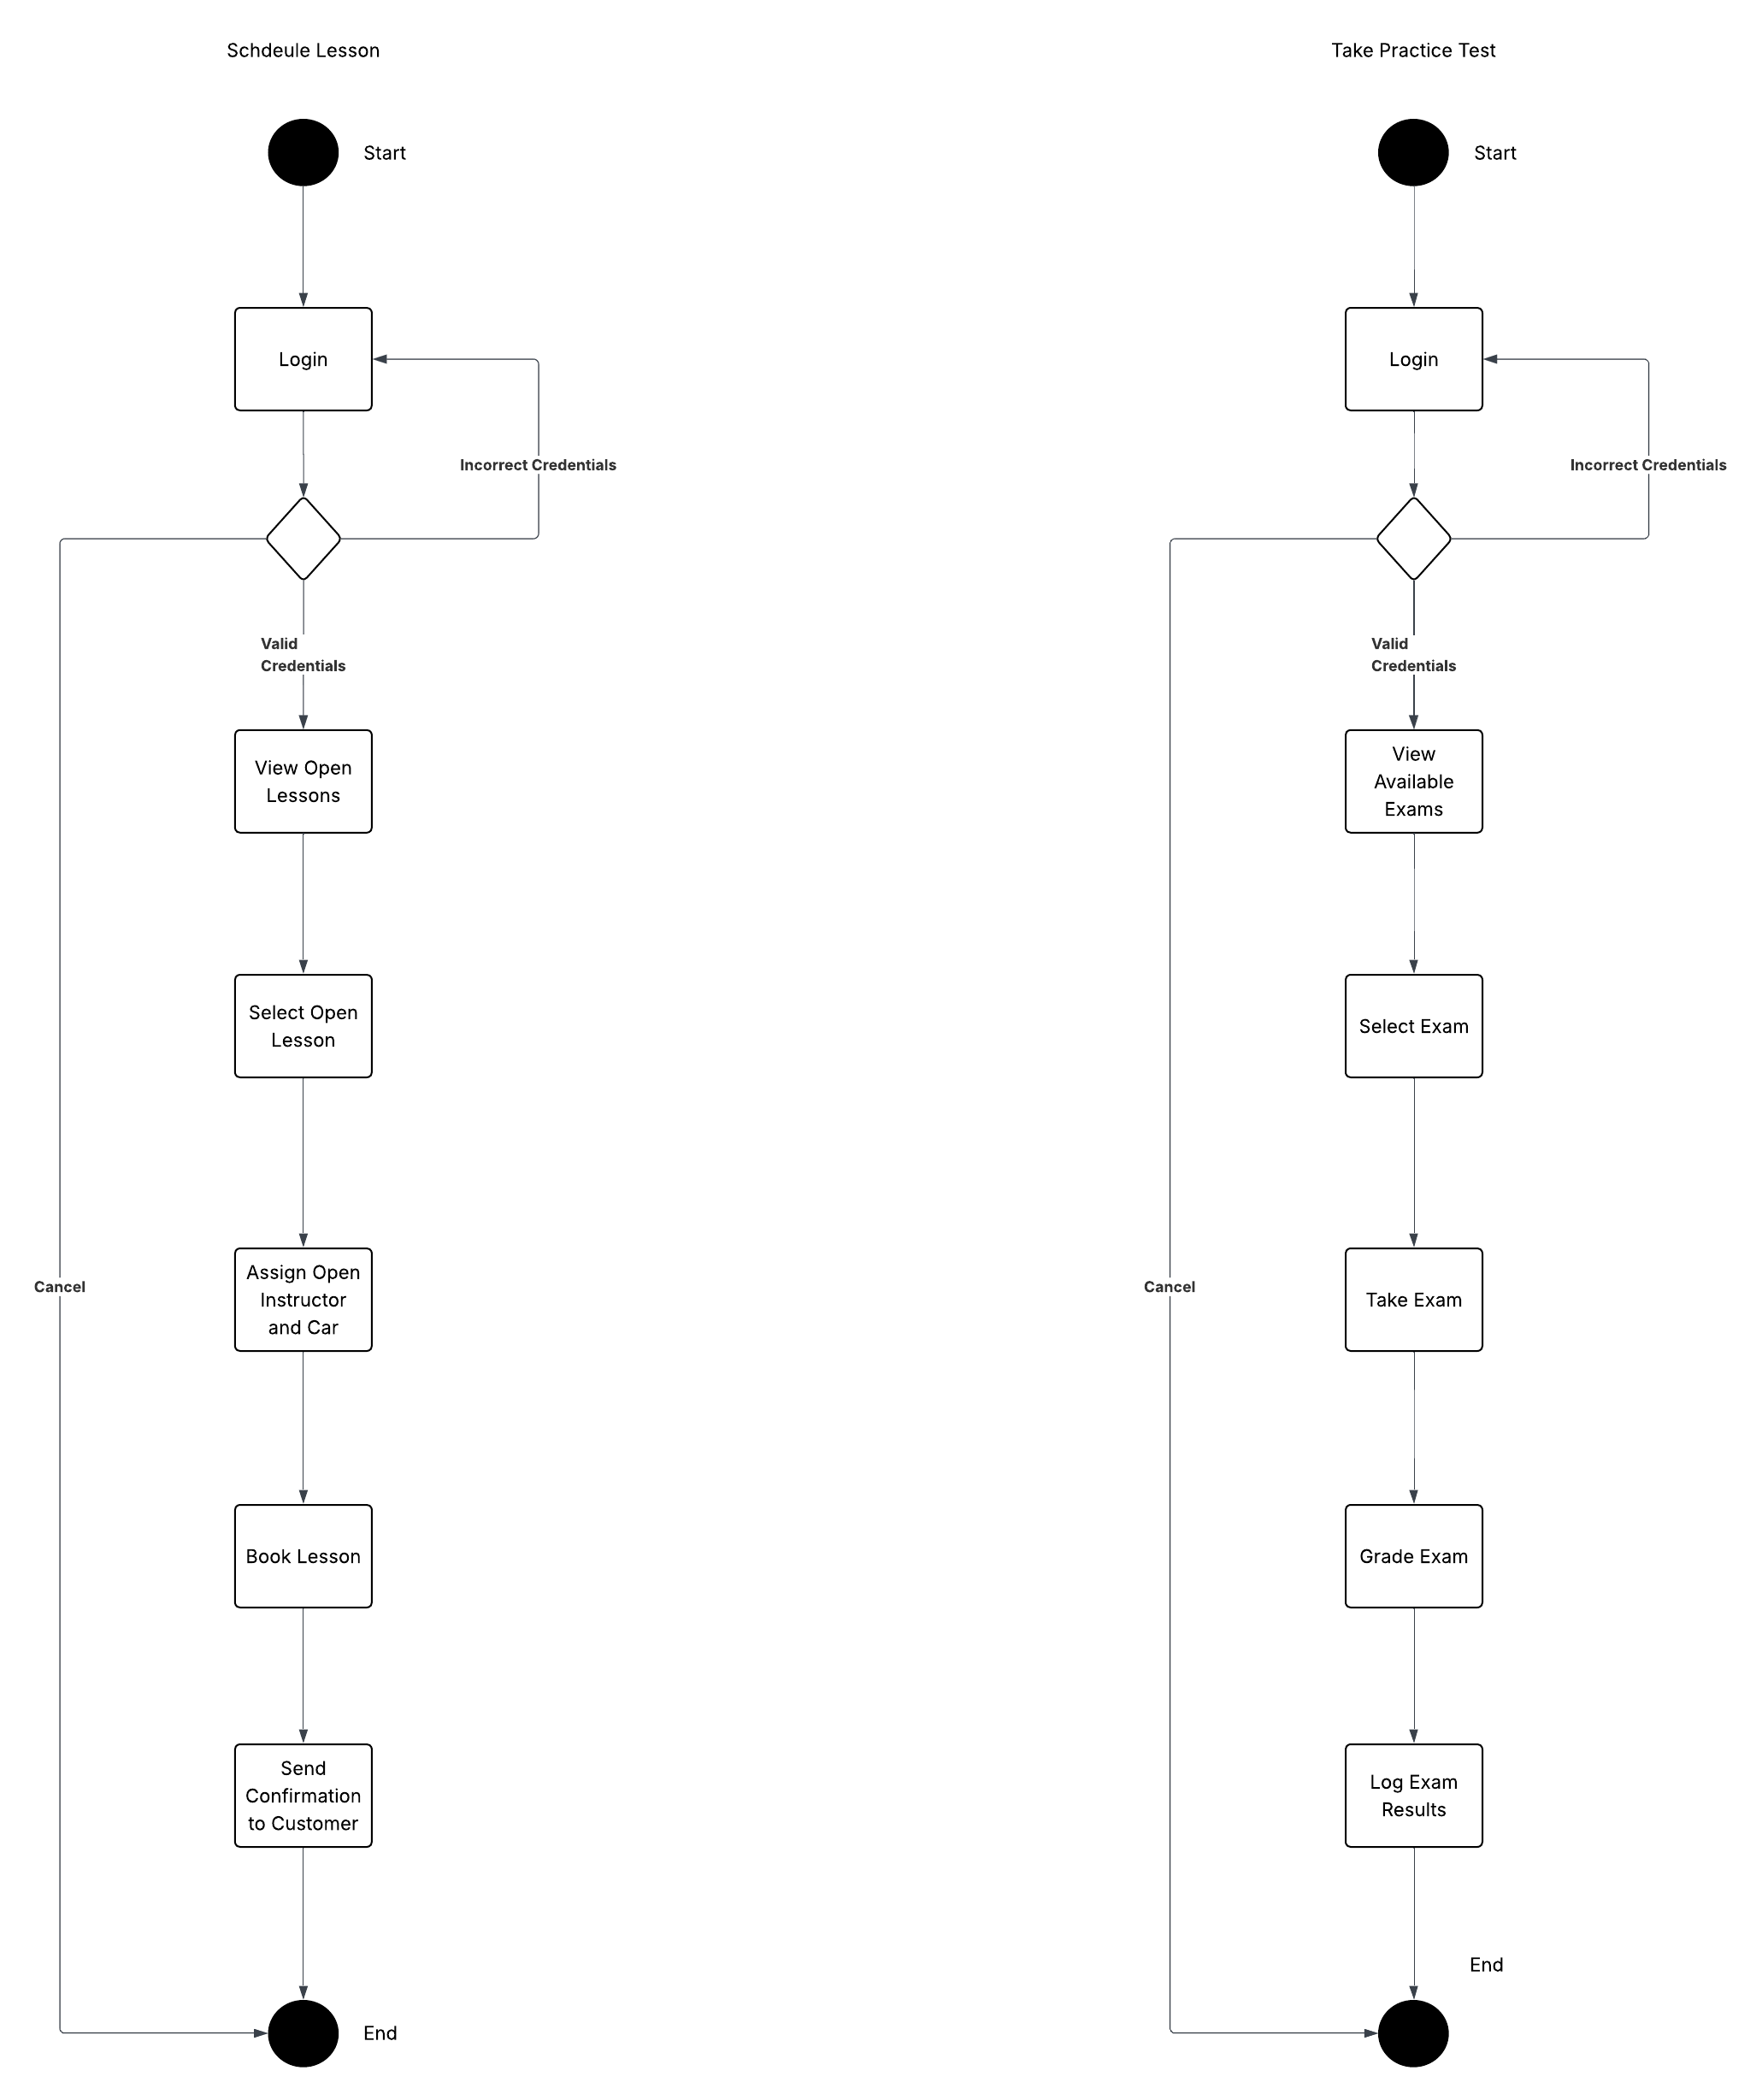 Schdeule Lesson
Start
Login
Incorrect Credentials
Valid
Credentials
View Open
Lessons
Select Open
Lesson
Assign Open
Instructor
and Car
Cancel
Book Lesson
Send
Confirmation
to Customer
End
Take Practice Test
Start
Login
Incorrect Credentials
Valid
Credentials
View
Available
Exams
Select Exam
Take Exam
Cancel
Grade Exam
Log Exam
Results
End